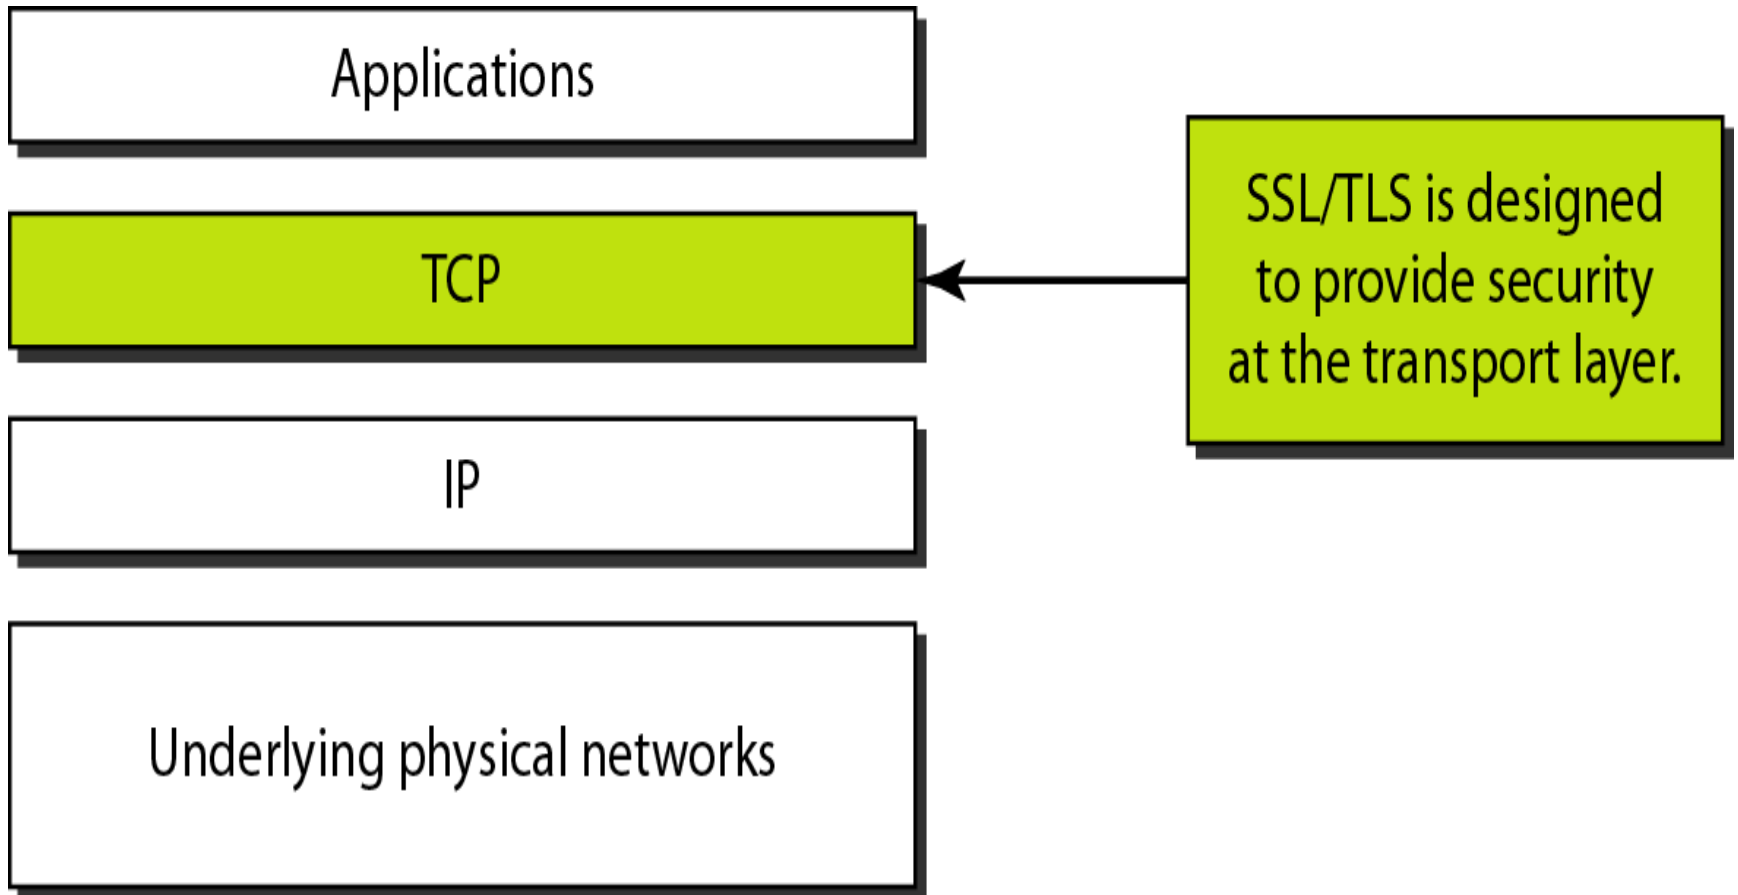 Applications
TCP
SSL/TLS is designed
to provide security
at the transport layer.
IP
Underlying physical networks